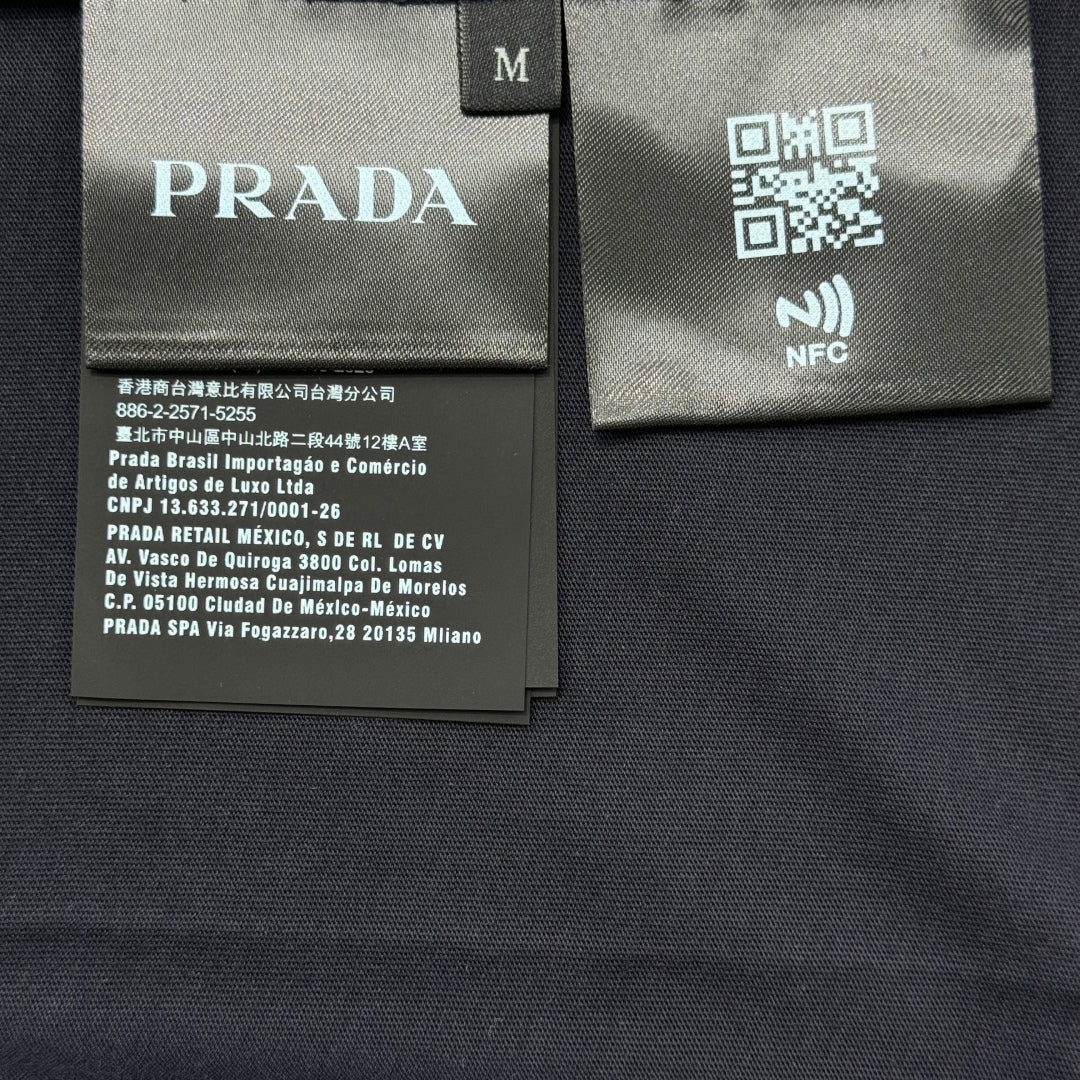 M
PRADA
NFC
香港商台灣意比有限公司台灣分公司
886-2-2571-5255
臺北市中山區中山北路二段44號12樓A室
Prada Brasil Importagáo e Comércio
de Artigos de Luxo Ltda
CNPJ 13.633.271/0001-26
PRADA RETAIL MÉXICO, S DE RL DE CV
AV. Vasco De Quiroga 3800 Col. Lomas
De Vista Hermosa Cuajimalpa De Morelos
C.P. 05100 Cludad De Méxlco-México
PRADA SPA Via Fogazzaro,28 20135 Mliano